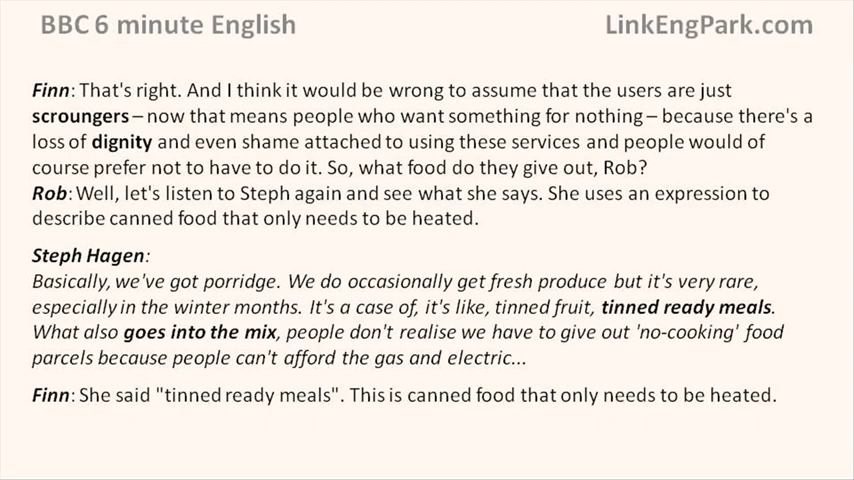 BBC 6 minute English
LinkEngPark.com
Finn: That's right. And I think it would be wrong to assume that the users are just
scroungers – now that means people who want something for nothing – because there's a
loss of dignity and even shame attached to using these services and people would of
course prefer not to have to do it. So, what food do they give out, Rob?
Rob: Well, let's listen to Steph again and see what she says. She uses an expression to
describe canned food that only needs to be heated.
Steph Hagen:
Basically, we've got porridge. We do occasionally get fresh produce but it's very rare,
especially in the winter months. It's a case of, it's like, tinned fruit, tinned ready meals.
What also goes into the mix, people don't realise we have to give out 'no-cooking' food
parcels because people can't afford the gas and electric...
Finn: She said "tinned ready meals". This is canned food that only needs to be heated.